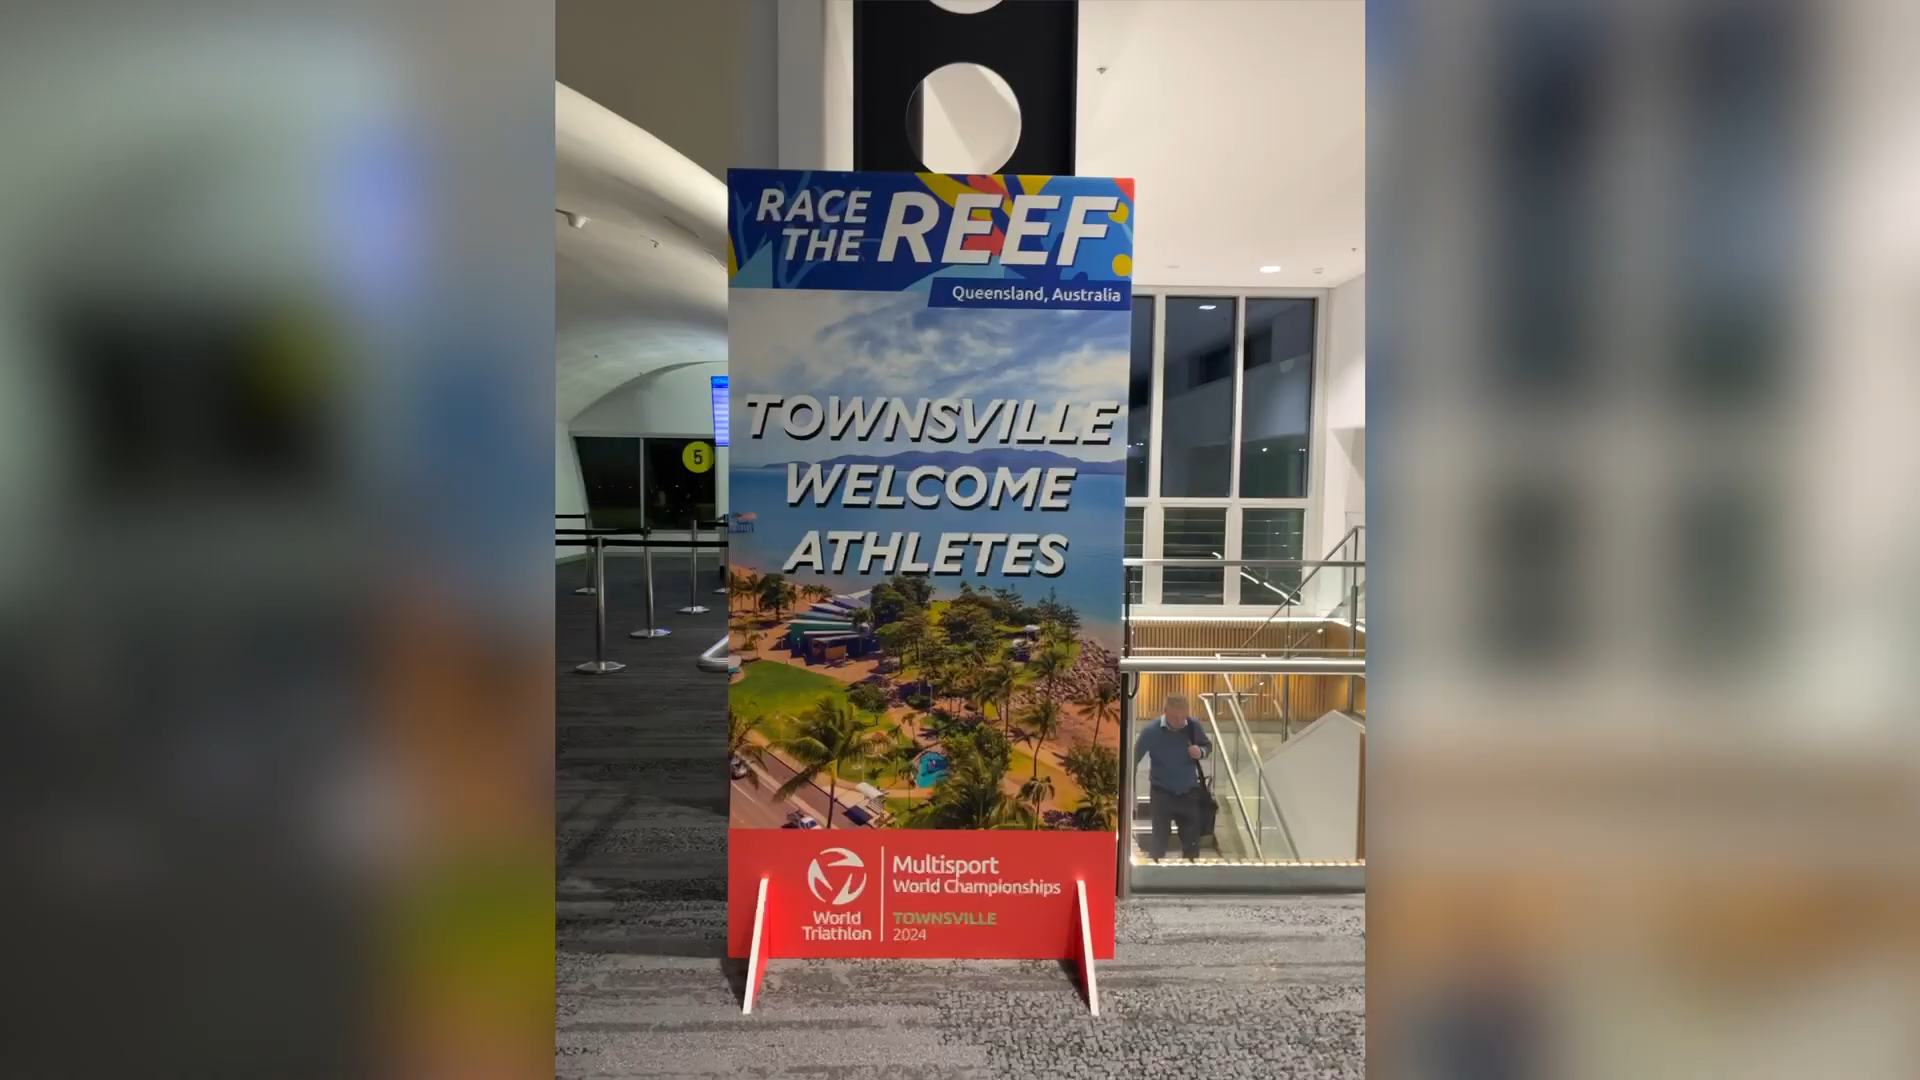 RACE
THE REEF
Queensland, Australia
TOWNSVILLE
WELCOME
ATHLETES
5
Multisport
World Championships
World
Triathlon
TOWNSVILLE
2024